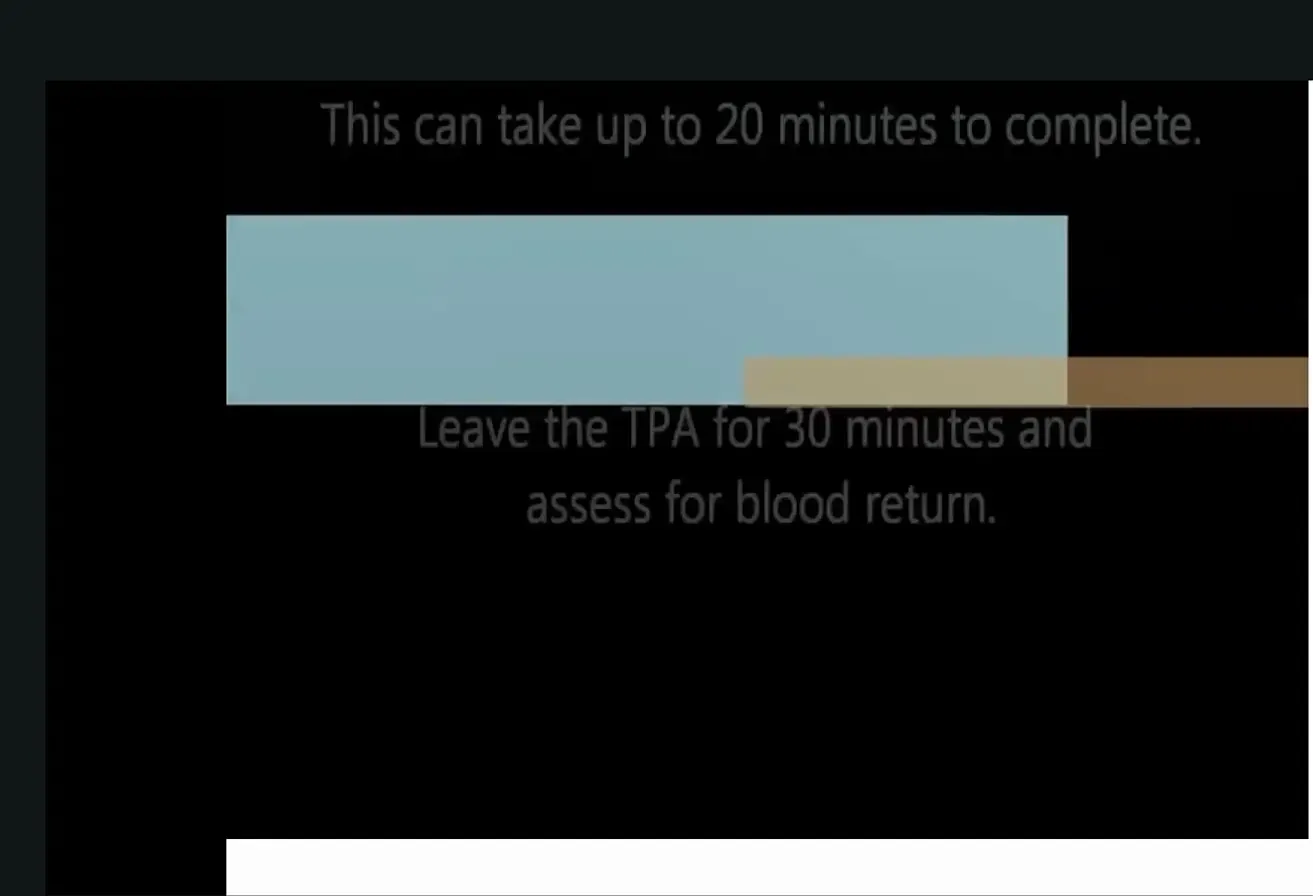 This can take up to 20 minutes to complete.
Leave the TPA for 30 minutes and
assess for blood return.